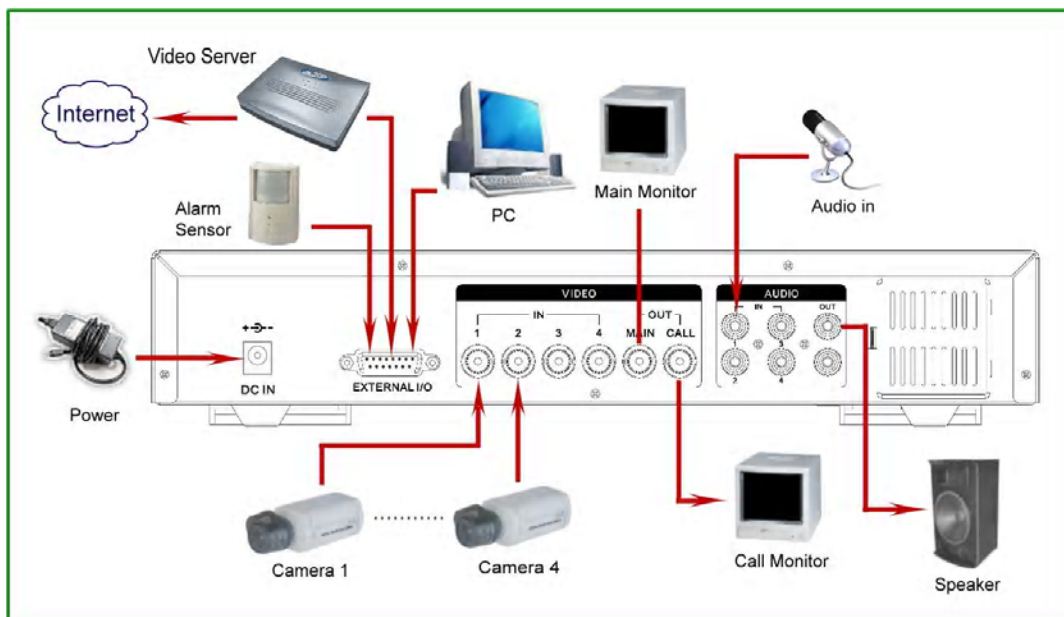 Video Server
Internet
Alarm
Sensor
PC
Main Monitor
Audio in
Power
+ -
DC IN
EXTERNAL I/O
VIDEO
IN
OUT
1 2 3 4 MAIN CALL
AUDIO
IN OUT
1 3
2 4
Camera 1
Camera 4
Call Monitor
Speaker